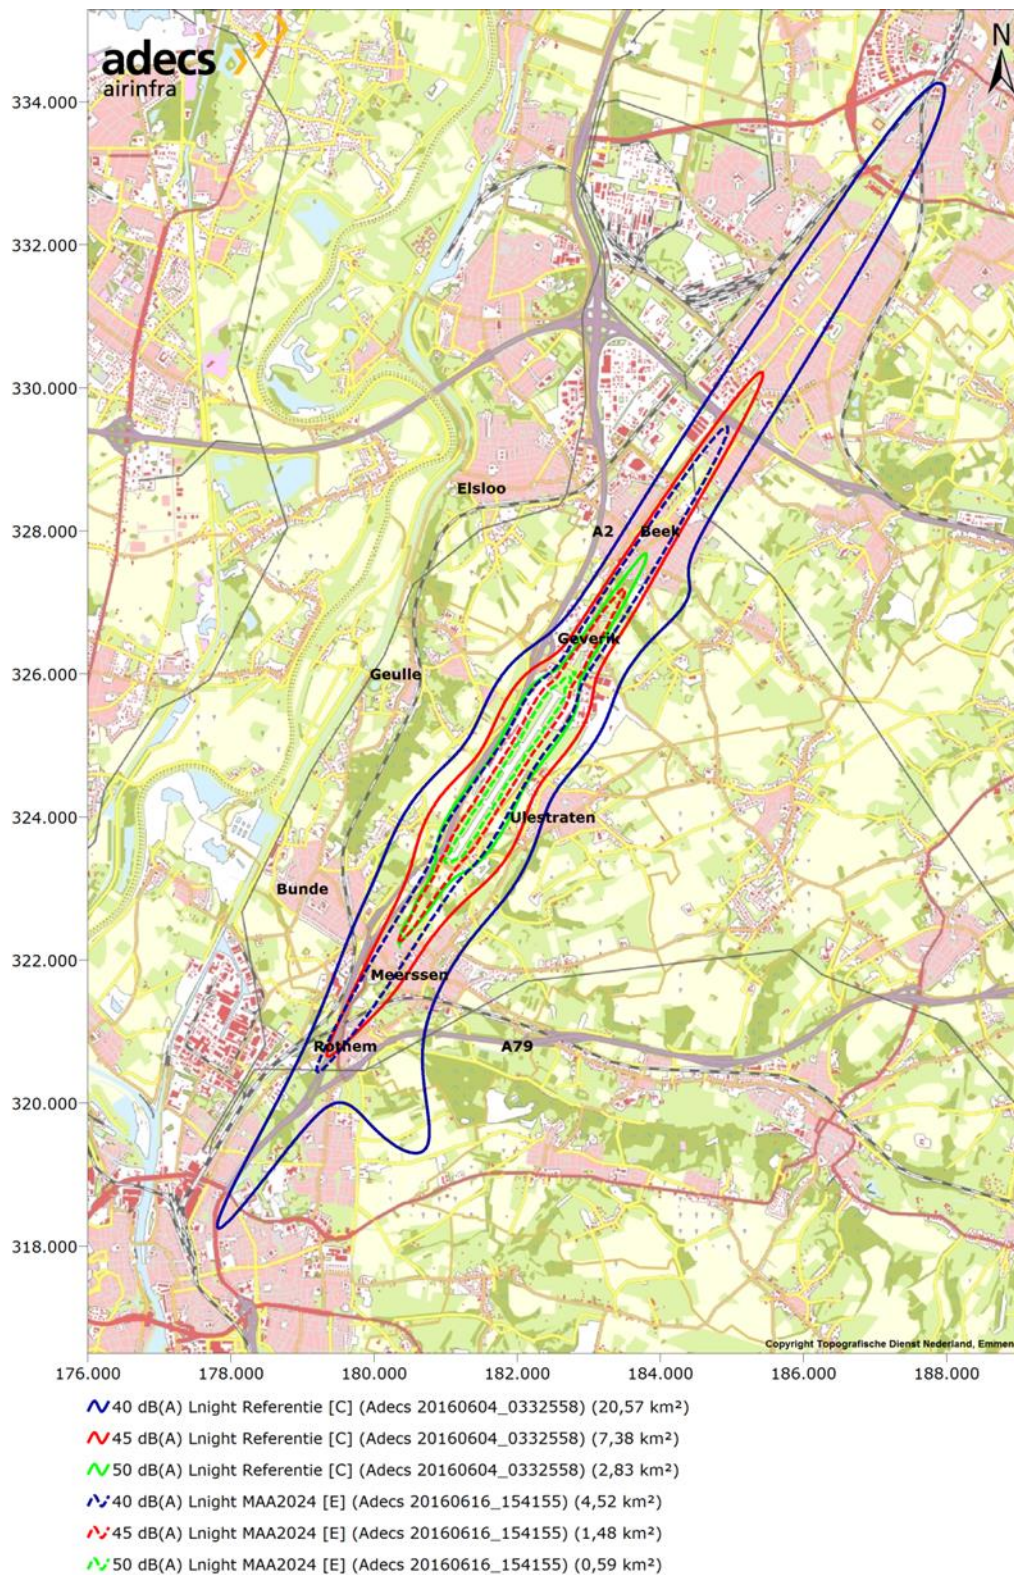 N
adecs
airinfra
334.000
332.000
330.000
Elsloo
328.000
A2
Beek
Geverik
326.000
Geulle
324.000
Ulestraten
Bunde
322.000
Meerssen
Rothem
A79
320.000
318.000
Copyright Topografische Dienst Nederland, Emmen
176.000 178.000 180.000 182.000 184.000 186.000 188.000
40 dB(A) Lnight Referentie [C] (Adecs 20160604_0332558) (20,57 km²)
45 dB(A) Lnight Referentie [C] (Adecs 20160604_0332558) (7,38 km²)
50 dB(A) Lnight Referentie [C] (Adecs 20160604_0332558) (2,83 km²)
40 dB(A) Lnight MAA2024 [E] (Adecs 20160616_154155) (4,52 km²)
45 dB(A) Lnight MAA2024 [E] (Adecs 20160616_154155) (1,48 km²)
50 dB(A) Lnight MAA2024 [E] (Adecs 20160616_154155) (0,59 km²)